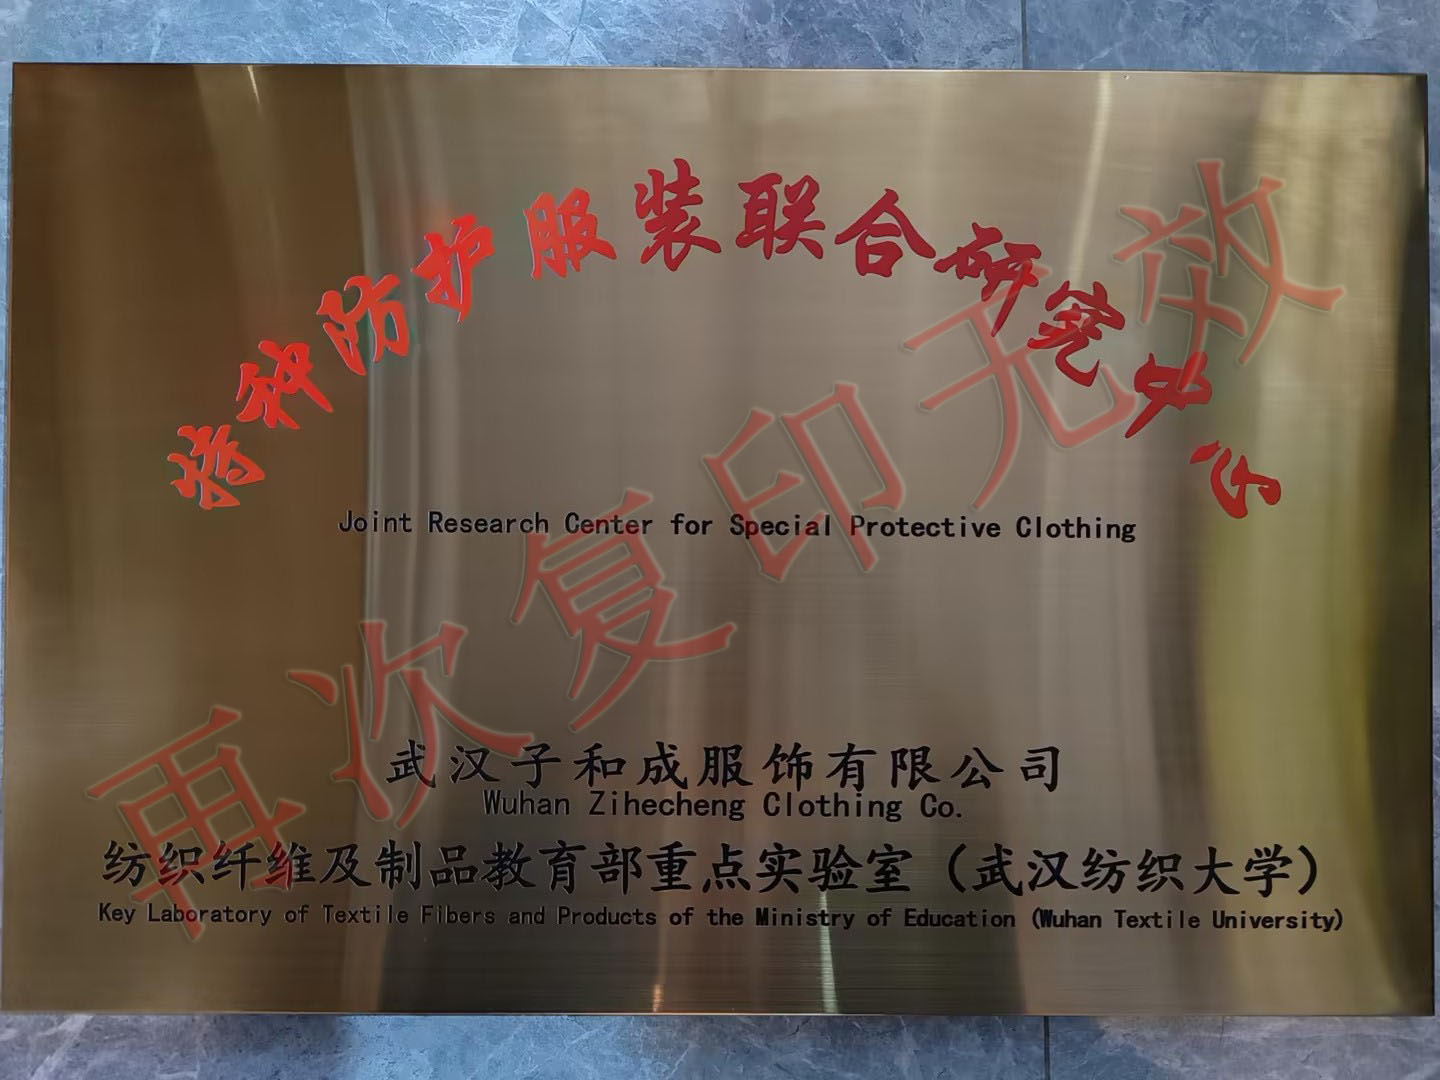 特种防护服装联合研究中心
Joint Research Center for Special Protective Clothing
武汉子和成服饰有限公司
Wuhan Zihecheng Clothing Co.
纺织纤维及制品教育部重点实验室（武汉纺织大学）
Key Laboratory of Textile Fibers and Products of the Ministry of Education (Wuhan Textile University)
再次复印无效